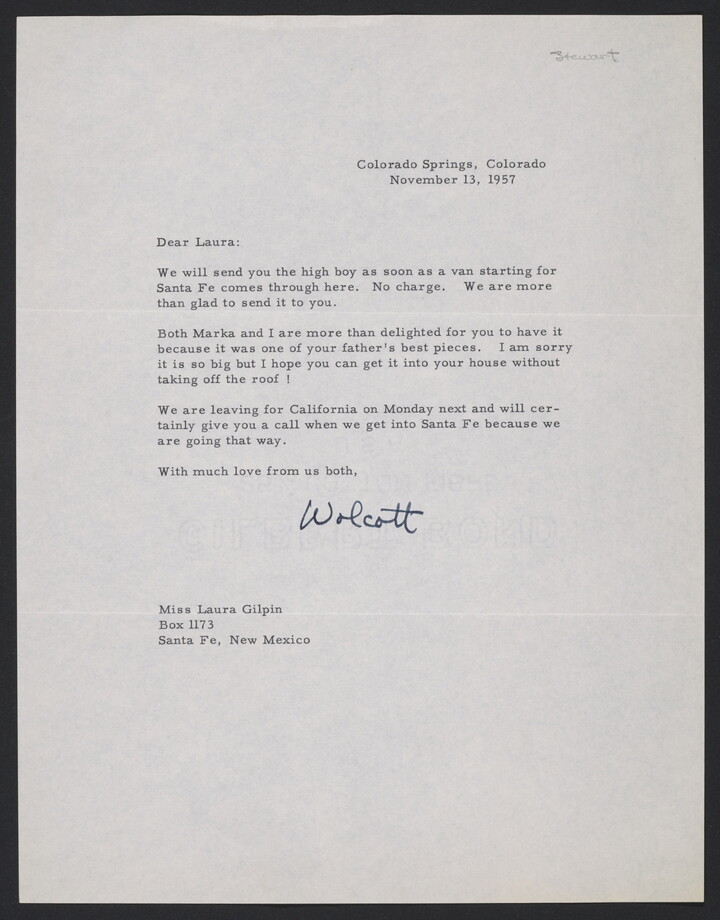 Stewart
Colorado Springs, Colorado
November 13, 1957
Dear Laura:
We will send you the high boy as soon as a van starting for
Santa Fe comes through here. No charge. We are more
than glad to send it to you.
Both Marka and I are more than delighted for you to have it
because it was one of your father's best pieces. I am sorry
it is so big but I hope you can get it into your house without
taking off the roof !
We are leaving for California on Monday next and will cer-
tainly give you a call when we get into Santa Fe because we
are going that way.
With much love from us both,
Wolcott
Miss Laura Gilpin
Box 1173
Santa Fe, New Mexico